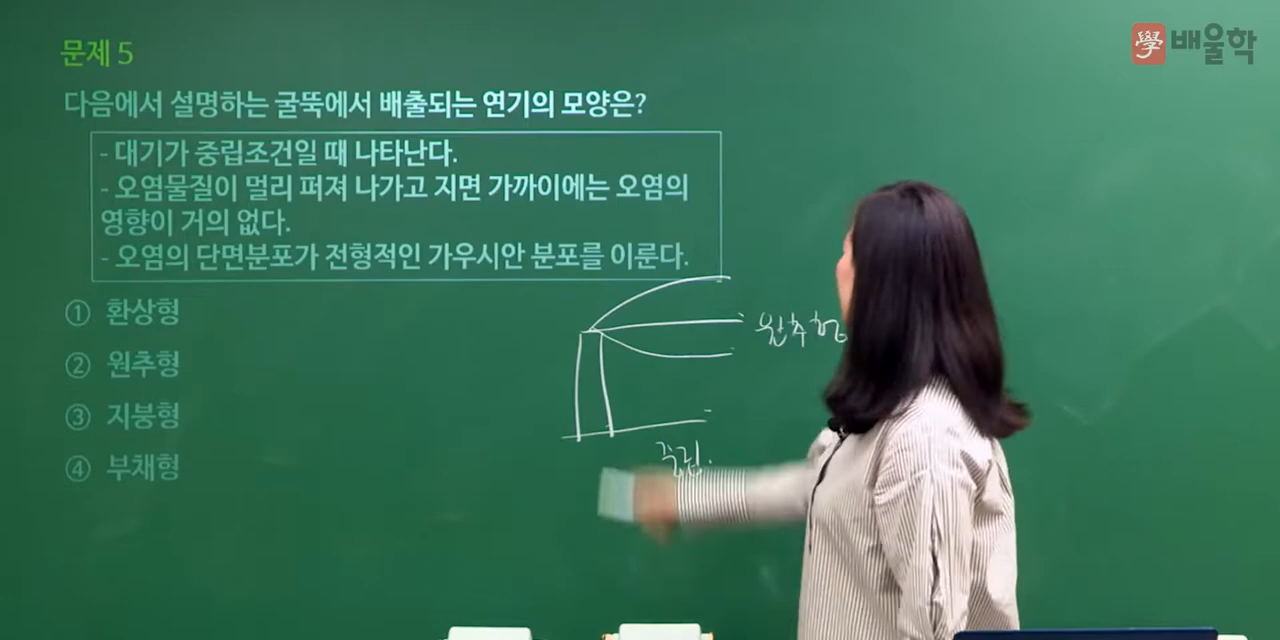 學 배울학
문제 5
다음에서 설명하는 굴뚝에서 배출되는 연기의 모양은?
- 대기가 중립조건일 때 나타난다.
- 오염물질이 멀리 퍼져 나가고 지면 가까이에는 오염의
영향이 거의 없다.
- 오염의 단면분포가 전형적인 가우시안 분포를 이룬다.
① 환상형
② 원추형
③ 지붕형
④ 부채형
원추형
중립